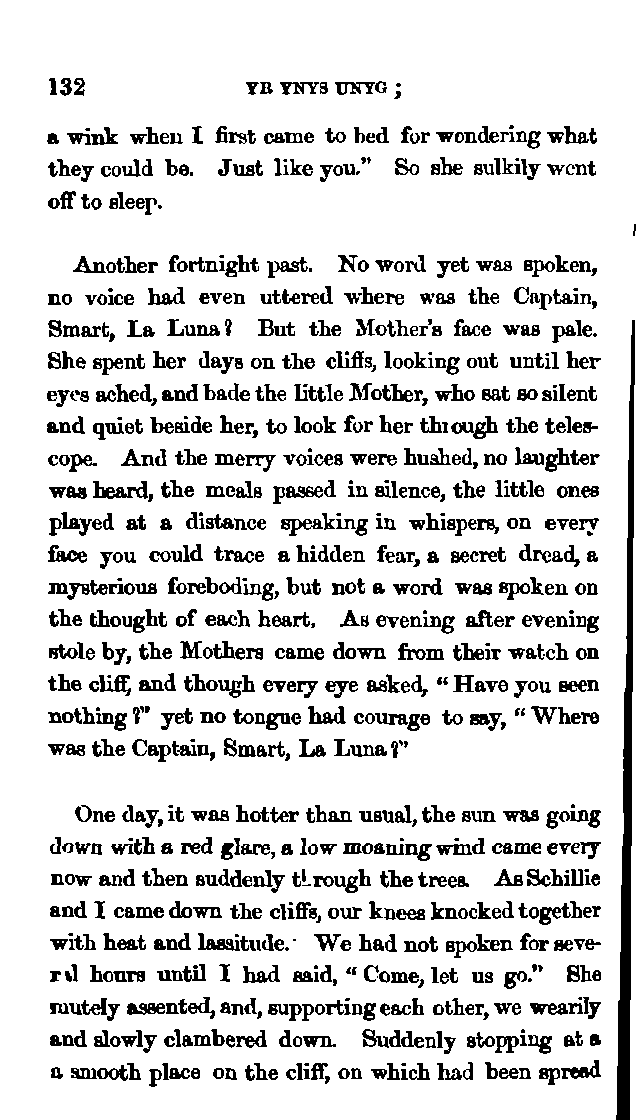 132 YR YNYS UNYG ;
a wink when I first came to bed for wondering what
they could be. Just like you." So she sulkily went
off to sleep.
Another fortnight past. No word yet was spoken,
no voice had even uttered where was the Captain,
Smart, La Luna? But the Mother's face was pale.
She spent her days on the cliffs, looking out until her
eyes ached, and bade the little Mother, who sat so silent
and quiet beside her, to look for her through the teles-
cope. And the merry voices were hushed, no laughter
was heard, the meals passed in silence, the little ones
played at a distance speaking in whispers, on every
face you could trace a hidden fear, a secret dread, a
mysterious foreboding, but not a word was spoken on
the thought of each heart. As evening after evening
stole by, the Mothers came down from their watch on
the cliff, and though every eye asked, "Have you seen
nothing?" yet no tongue had courage to say, "Where
was the Captain, Smart, La Luna?"
One day, it was hotter than usual, the sun was going
down with a red glare, a low moaning wind came every
now and then suddenly through the trees. As Schillie
and I came down the cliffs, our knees knocked together
with heat and lassitude. We had not spoken for seve-
ral hours until I had said, "Come, let us go." She
mutely assented, and, supporting each other, we wearily
and slowly clambered down. Suddenly stopping at a
a smooth place on the cliff, on which had been spread